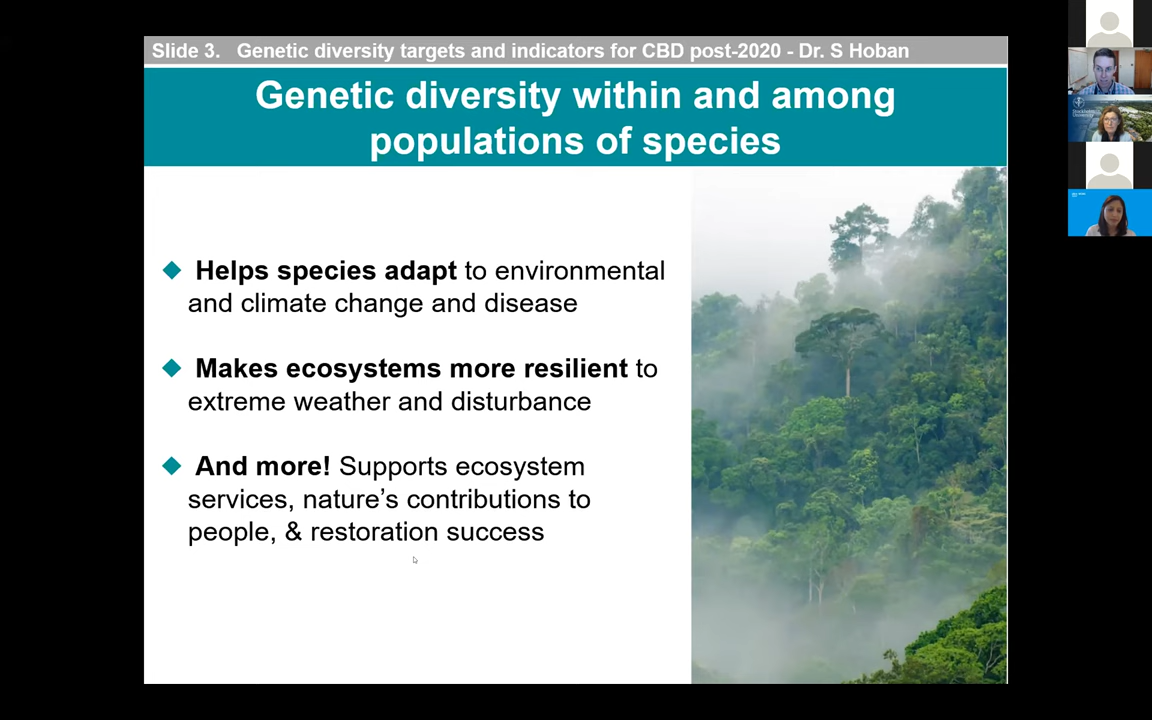 Slide 3. Genetic diversity targets and indicators for CBD post-2020 - Dr. S Hoban
Genetic diversity within and among
populations of species
Helps species adapt to environmental
and climate change and disease
Makes ecosystems more resilient to
extreme weather and disturbance
And more! Supports ecosystem
services, nature’s contributions to
people, & restoration success
Stockholm
University